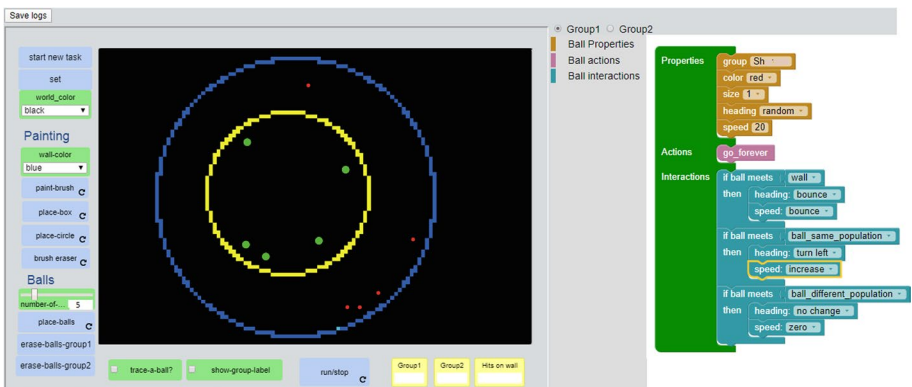 Save logs
Group1 Group2
Ball Properties
Ball actions
Ball interactions
start new task
set
world_color
black
Painting
wall-color
blue
paint-brush
place-box
place-circle
brush eraser
Balls
number-of-... 5
place-balls
erase-balls-group1
erase-balls-group2
trace-a-ball?
show-group-label
run/stop
Group1
Group2
Hits on wall
Properties
group Sh
color red
size 1
heading random
speed 20
Actions
go_forever
Interactions
if ball meets wall
then heading: bounce
speed: bounce
if ball meets ball_same_population
then heading: turn left
speed: increase
if ball meets ball_different_population
then heading: no change
speed: zero